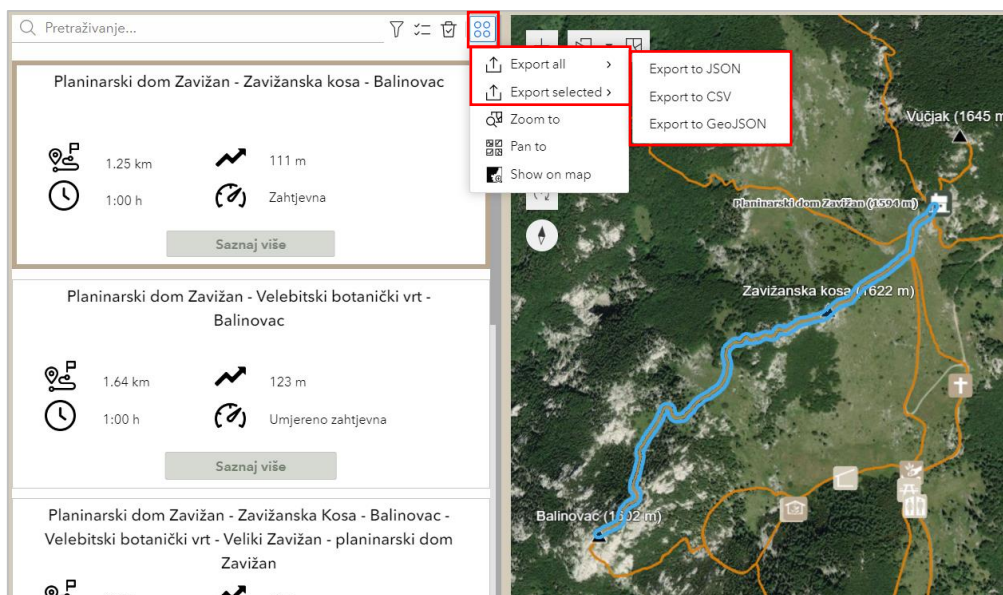 Pretraživanje...
Planinarski dom Zavižan - Zavižanska kosa - Balinovac
1.25 km
111 m
1:00 h
Zahtjevna
Saznaj više
Planinarski dom Zavižan - Velebitski botanički vrt -
Balinovac
1.64 km
123 m
1:00 h
Umjereno zahtjevna
Saznaj više
Planinarski dom Zavižan - Zavižanska Kosa - Balinovac -
Velebitski botanički vrt - Veliki Zavižan - planinarski dom
Zavižan
Export all
Export selected
Zoom to
Pan to
Show on map
Export to JSON
Export to CSV
Export to GeoJSON
Vučjak (1645 m
Planinarski dom Zavižan (1594 m)
Zavižanska kosa (1622 m)
Balinovac (1602 m)